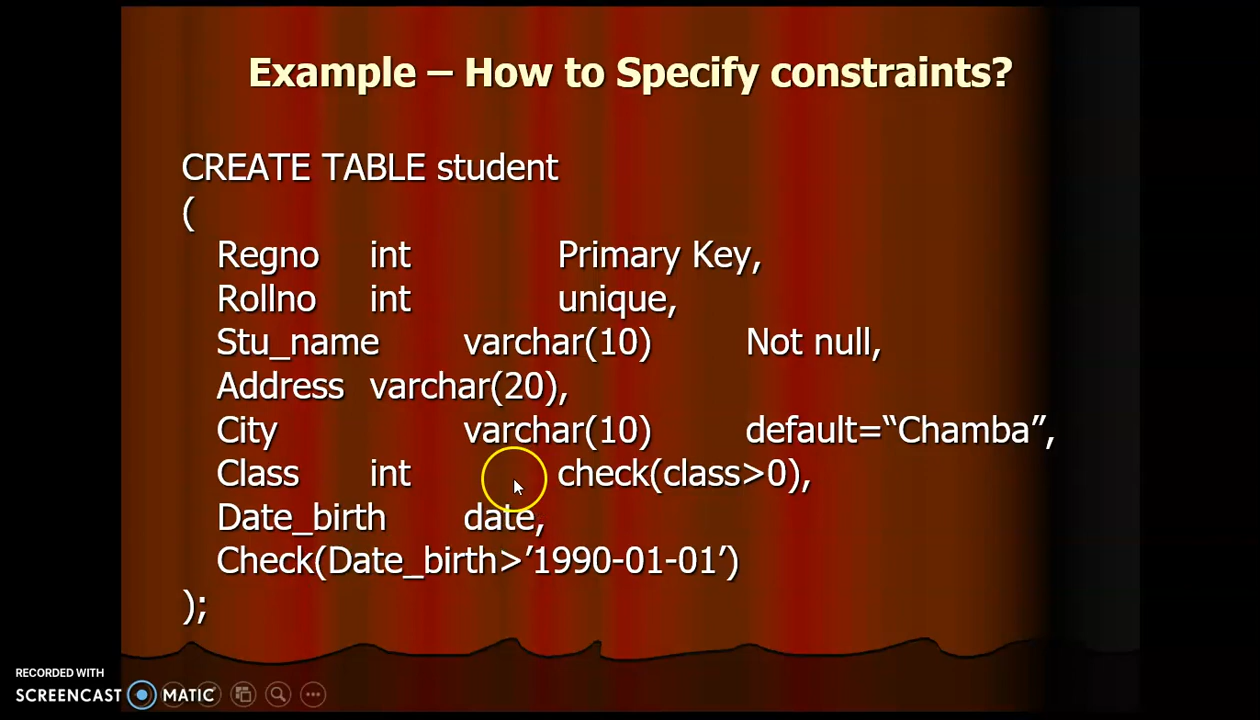 Example – How to Specify constraints?
CREATE TABLE student
(
Regno int Primary Key,
Rollno int unique,
Stu_name varchar(10) Not null,
Address varchar(20),
City varchar(10) default=“Chamba”,
Class int check(class>0),
Date_birth date,
Check(Date_birth>’1990-01-01’)
);
RECORDED WITH
SCREENCAST MATIC